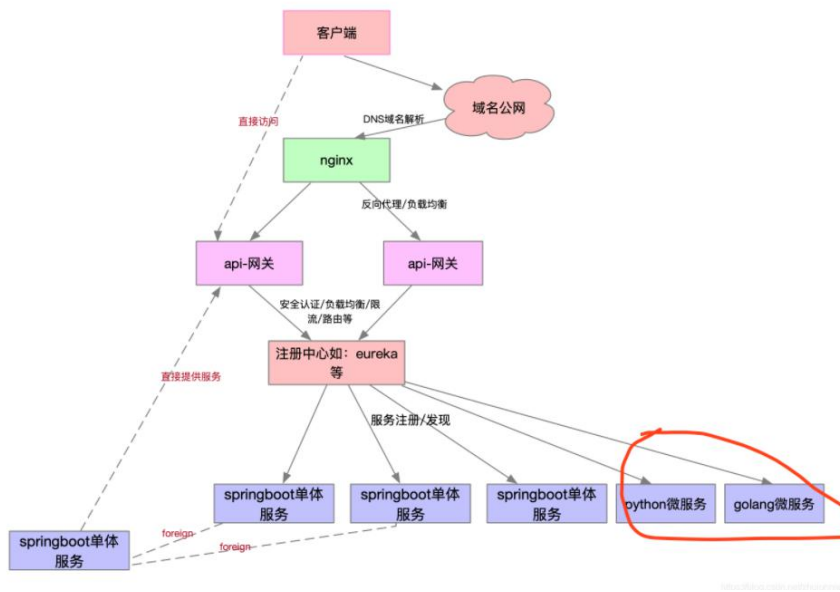 客户端
域名公网
直接访问
DNS域名解析
nginx
反向代理/负载均衡
api-网关
api-网关
安全认证/负载均衡/限
流/路由等
注册中心如：eureka
等
直接提供服务
服务注册/发现
springboot单体
服务
springboot单体
服务
springboot单体
服务
python微服务
golang微服务
springboot单体
服务
foreign
foreign